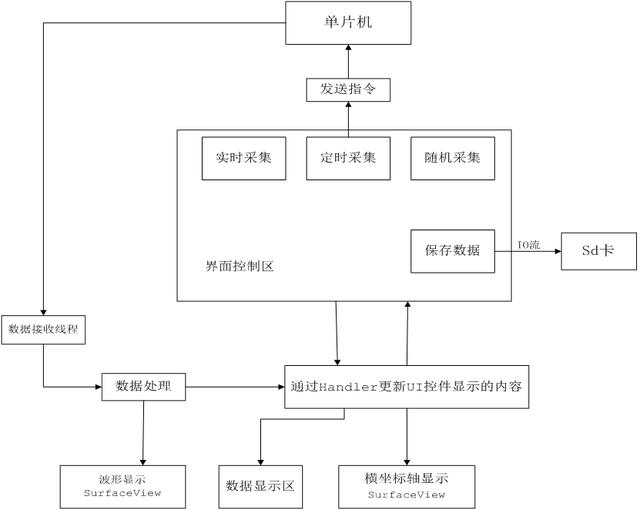 单片机
发送指令
实时采集
定时采集
随机采集
保存数据
IO流
Sd卡
界面控制区
数据接收线程
数据处理
通过Handler更新UI控件显示的内容
波形显示
SurfaceView
数据显示区
横坐标轴显示
SurfaceView